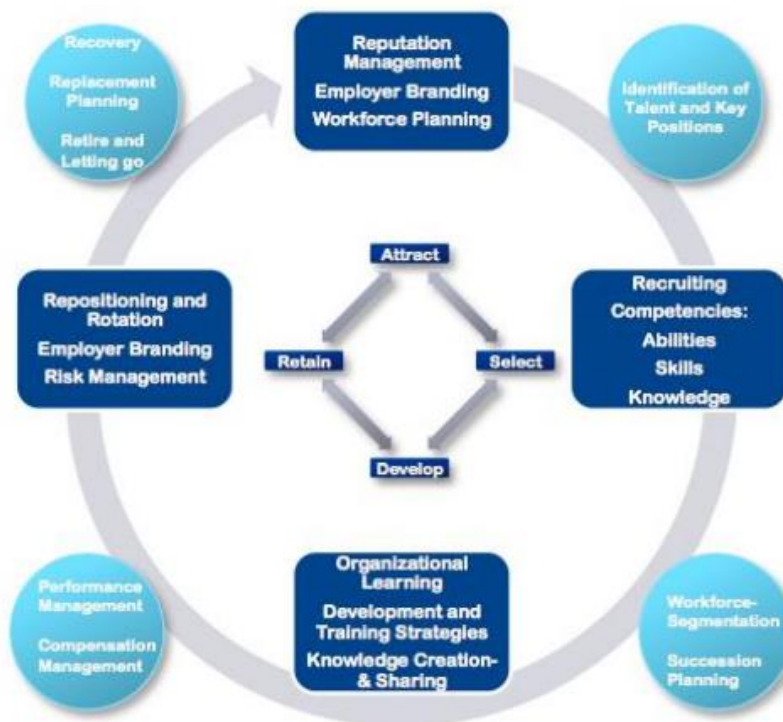 Recovery
Replacement
Planning
Retire and
Letting go
Reputation
Management
Employer Branding
Workforce Planning
Identification of
Talent and Key
Positions
Attract
Repositioning and
Rotation
Employer Branding
Risk Management
Retain
Select
Recruiting
Competencies:
Abilities
Skills
Knowledge
Develop
Performance
Management
Compensation
Management
Organizational
Learning
Development and
Training Strategies
Knowledge Creation-
& Sharing
Workforce-
Segmentation
Succession
Planning